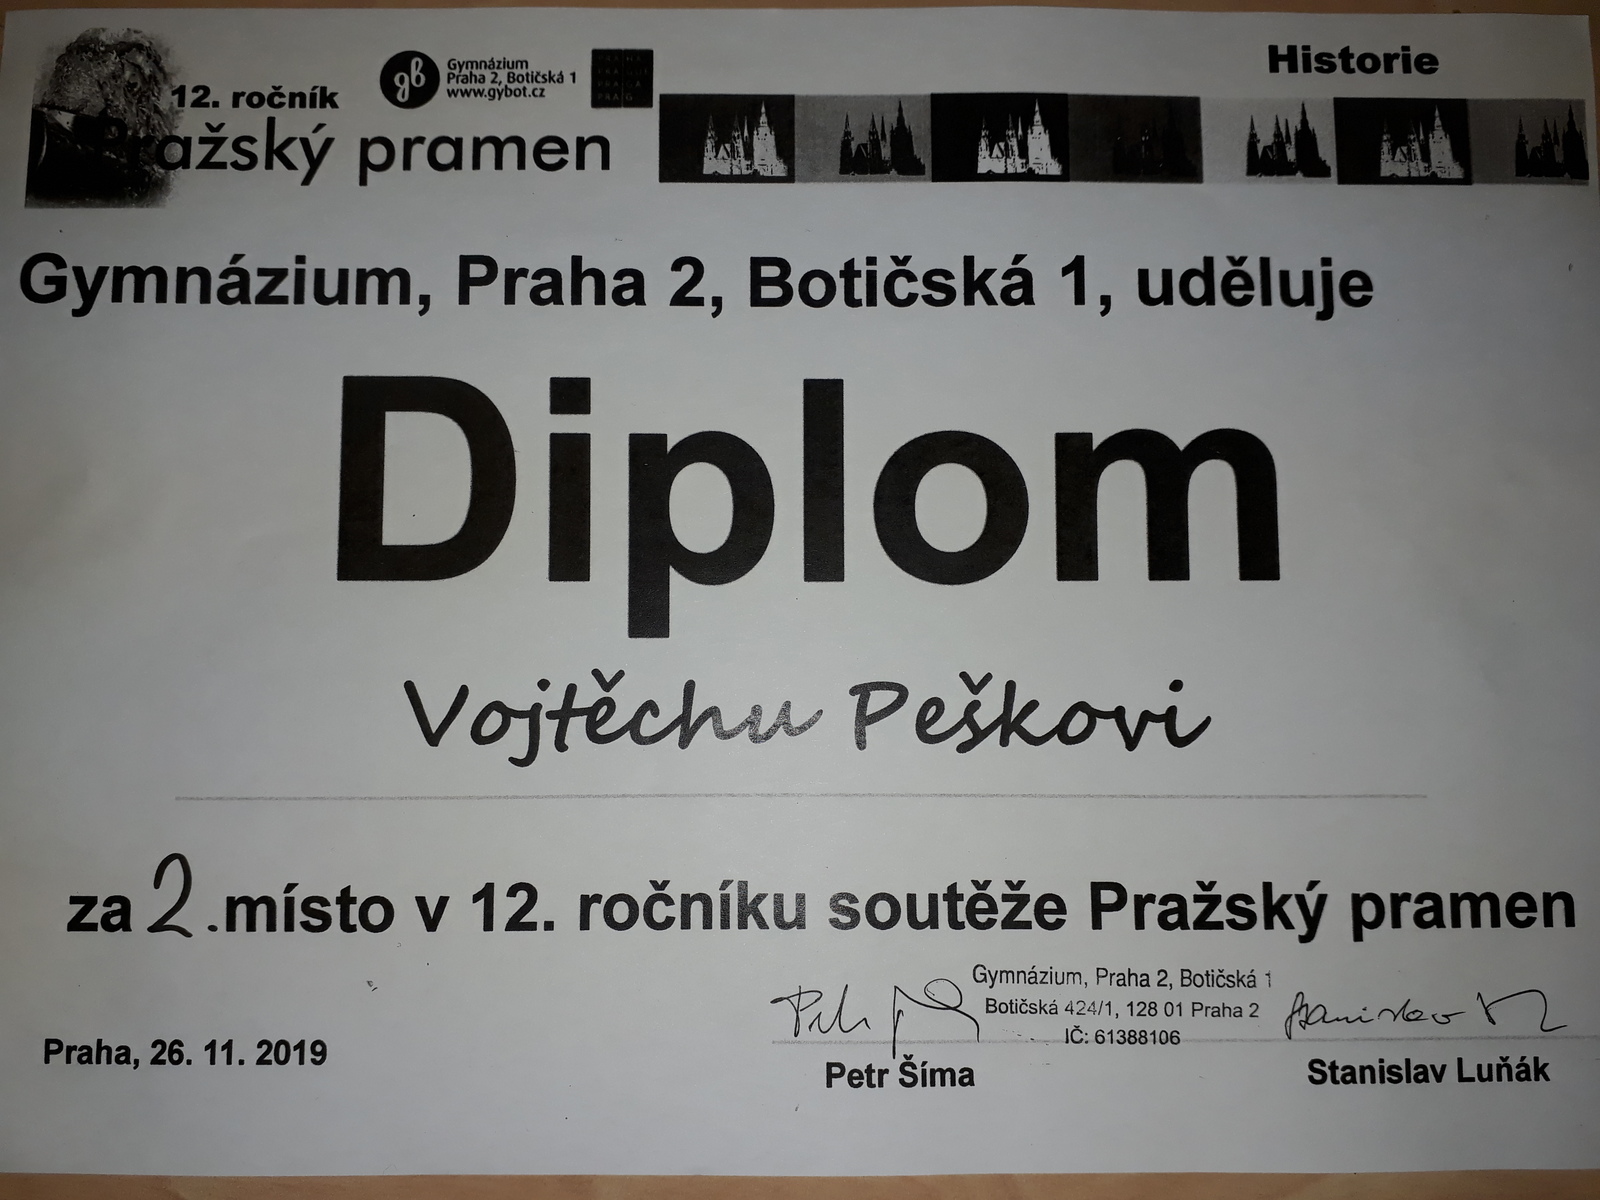 Historie
12. ročník
Gymnázium
Praha 2, Botičská 1
www.gybot.cz
Pražský pramen
Gymnázium, Praha 2, Botičská 1, uděluje
Diplom
Vojtěchu Peškovi
za 2. místo v 12. ročníku soutěže Pražský pramen
Gymnázium, Praha 2, Botičská 1
Botičská 424/1, 128 01 Praha 2
IČ: 61388106
Praha, 26. 11. 2019
Petr Šíma
Stanislav Luňák